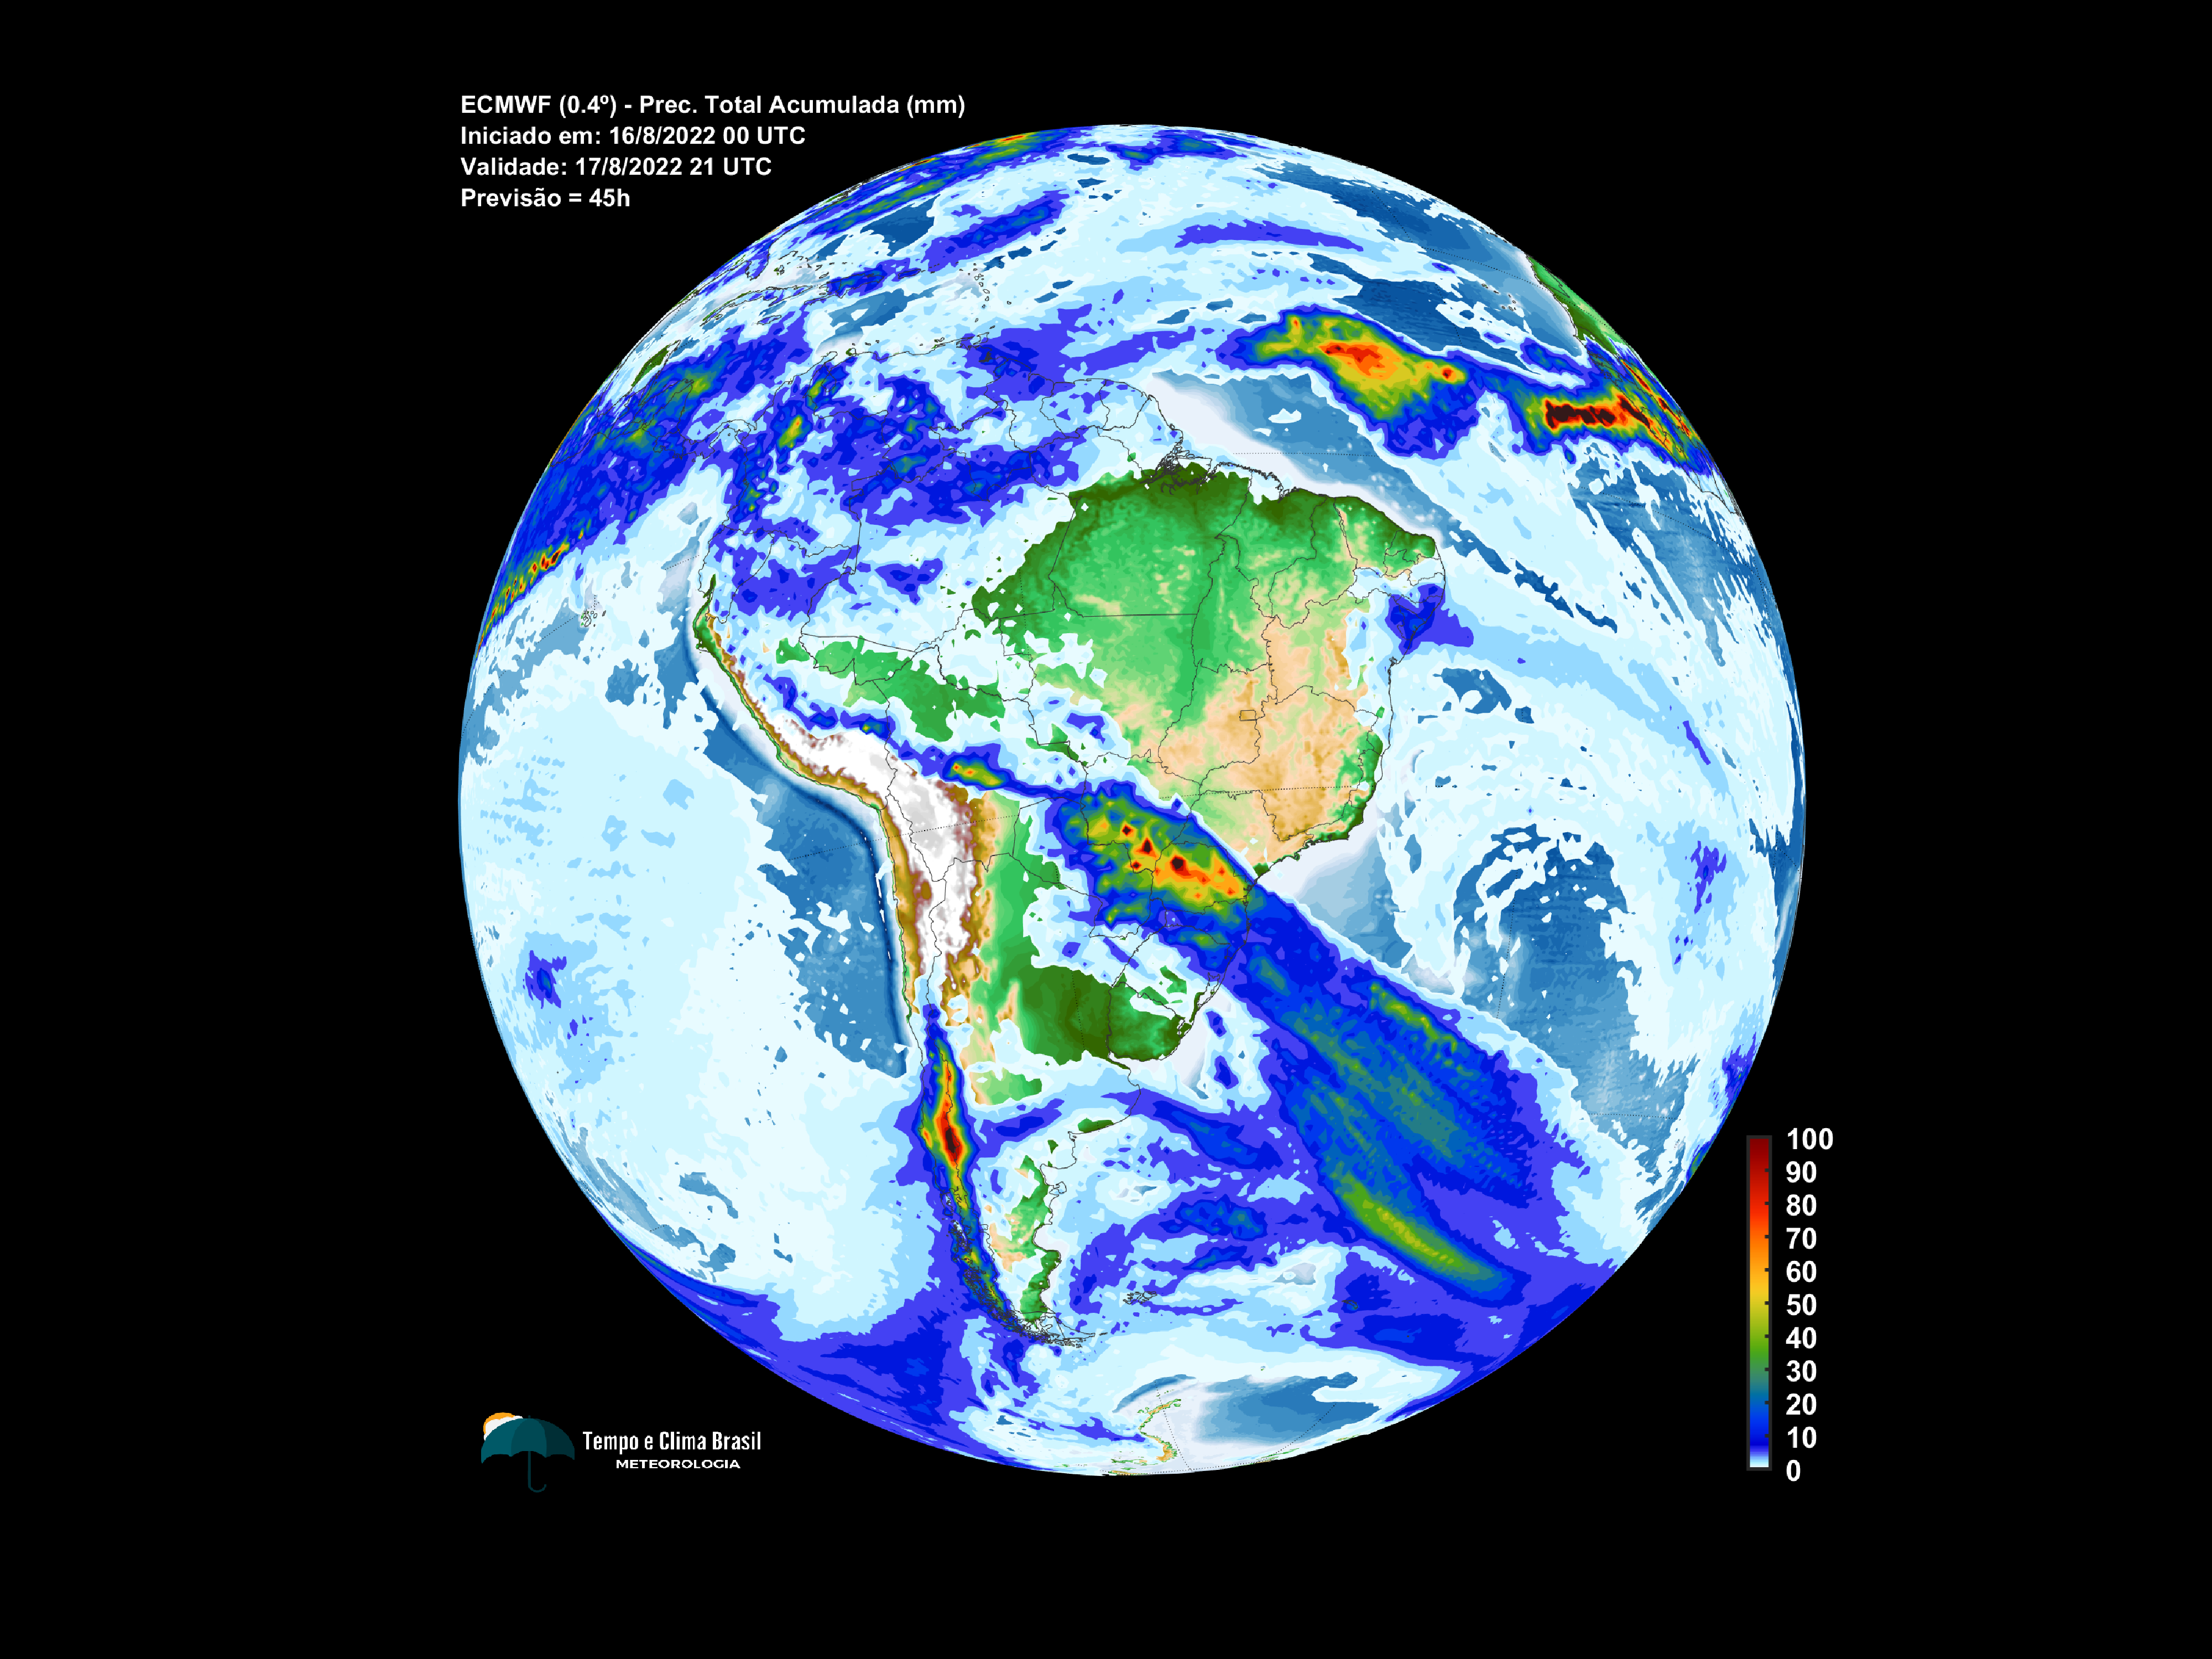 ECMWF (0.4º) - Prec. Total Acumulada (mm)
Iniciado em: 16/8/2022 00 UTC
Validade: 17/8/2022 21 UTC
Previsão = 45h
100
90
80
70
60
50
40
30
20
10
0
Tempo e Clima Brasil
METEOROLOGIA